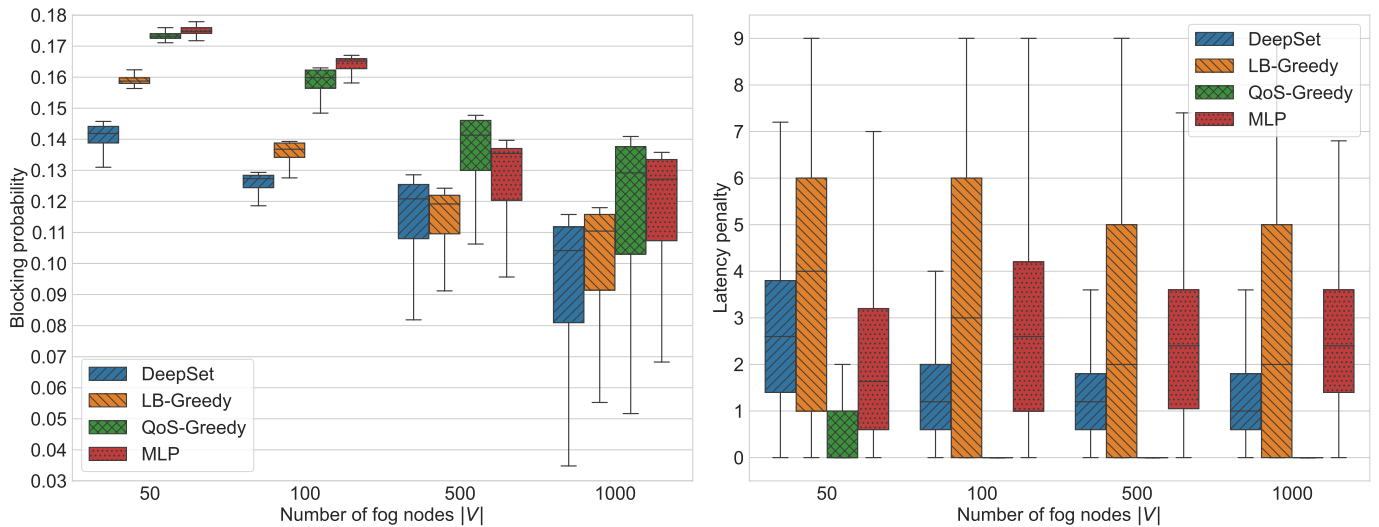 0.18
0.17
0.16
0.15
0.14
0.13
0.12
0.11
0.10
0.09
0.08
0.07
0.06
0.05
0.04
0.03
Blocking probability
DeepSet
LB-Greedy
QoS-Greedy
MLP
50 100 500 1000
Number of fog nodes |V|
9
8
7
6
5
4
3
2
1
0
Latency penalty
DeepSet
LB-Greedy
QoS-Greedy
MLP
50 100 500 1000
Number of fog nodes |V|